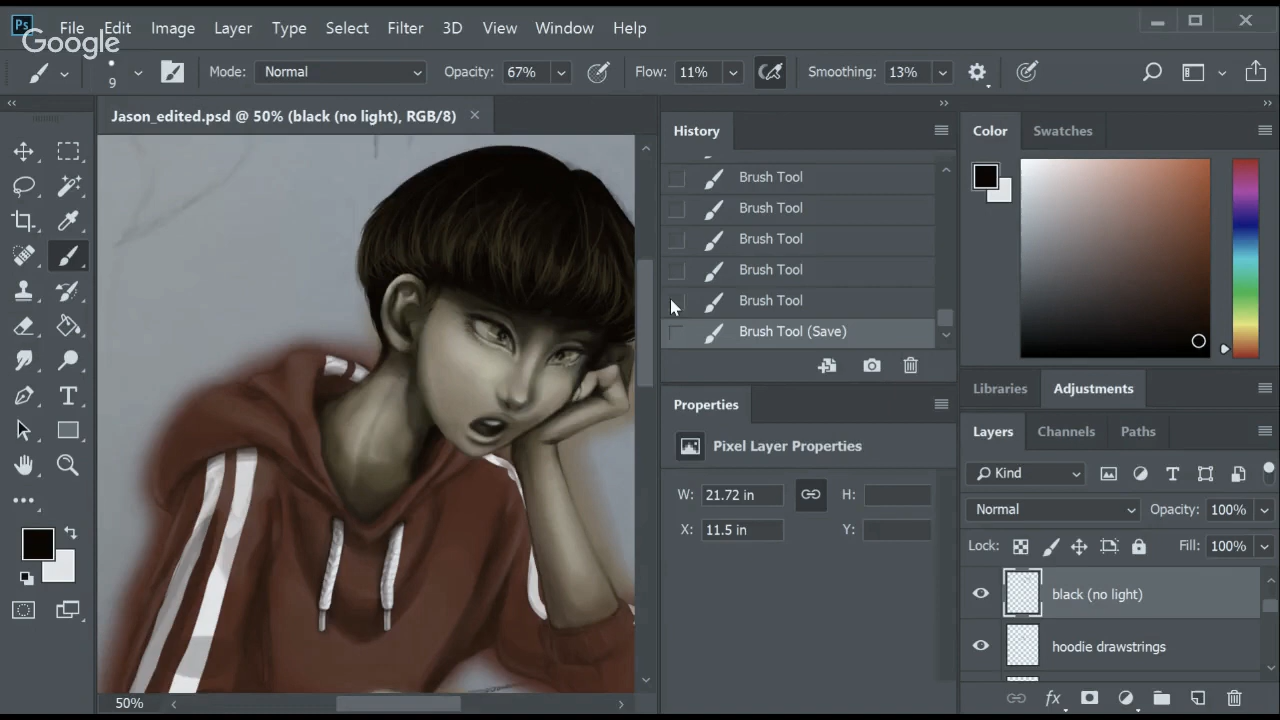 Ps File Edit Image Layer Type Select Filter 3D View Window Help
Google
9 Mode: Normal Opacity: 67% Flow: 11% Smoothing: 13%
Jason_edited.psd @ 50% (black (no light), RGB/8)
History
Brush Tool
Brush Tool
Brush Tool
Brush Tool
Brush Tool
Brush Tool (Save)
Properties
Pixel Layer Properties
W: 21.72 in H:
X: 11.5 in Y:
Color Swatches
Libraries Adjustments
Layers Channels Paths
Kind
Normal Opacity: 100%
Lock: Fill: 100%
black (no light)
hoodie drawstrings
50%